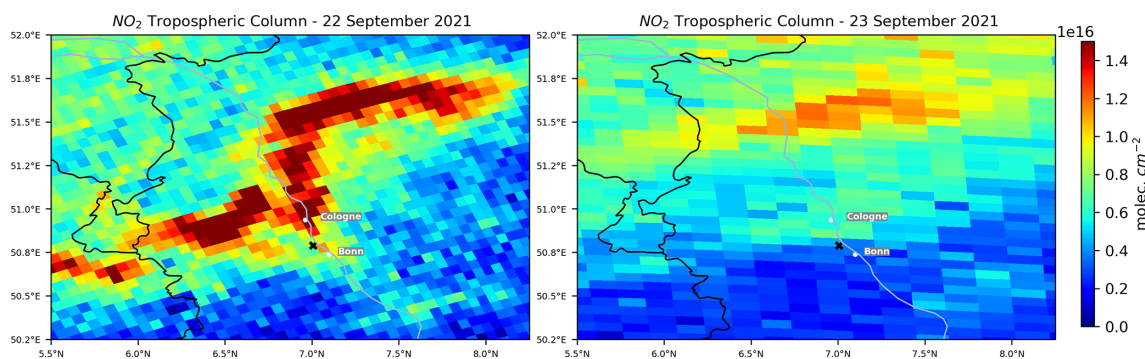 NO2 Tropospheric Column - 22 September 2021
52.0°E
51.8°E
51.5°E
51.2°E
51.0°E
50.8°E
50.5°E
50.2°E
5.5°N 6.0°N 6.5°N 7.0°N 7.5°N 8.0°N
Cologne
Bonn
NO2 Tropospheric Column - 23 September 2021
52.0°E
51.8°E
51.5°E
51.2°E
51.0°E
50.8°E
50.5°E
50.2°E
5.5°N 6.0°N 6.5°N 7.0°N 7.5°N 8.0°N
Cologne
Bonn
1e16
1.4
1.2
1.0
0.8
0.6
0.4
0.2
0.0
molec. cm−2